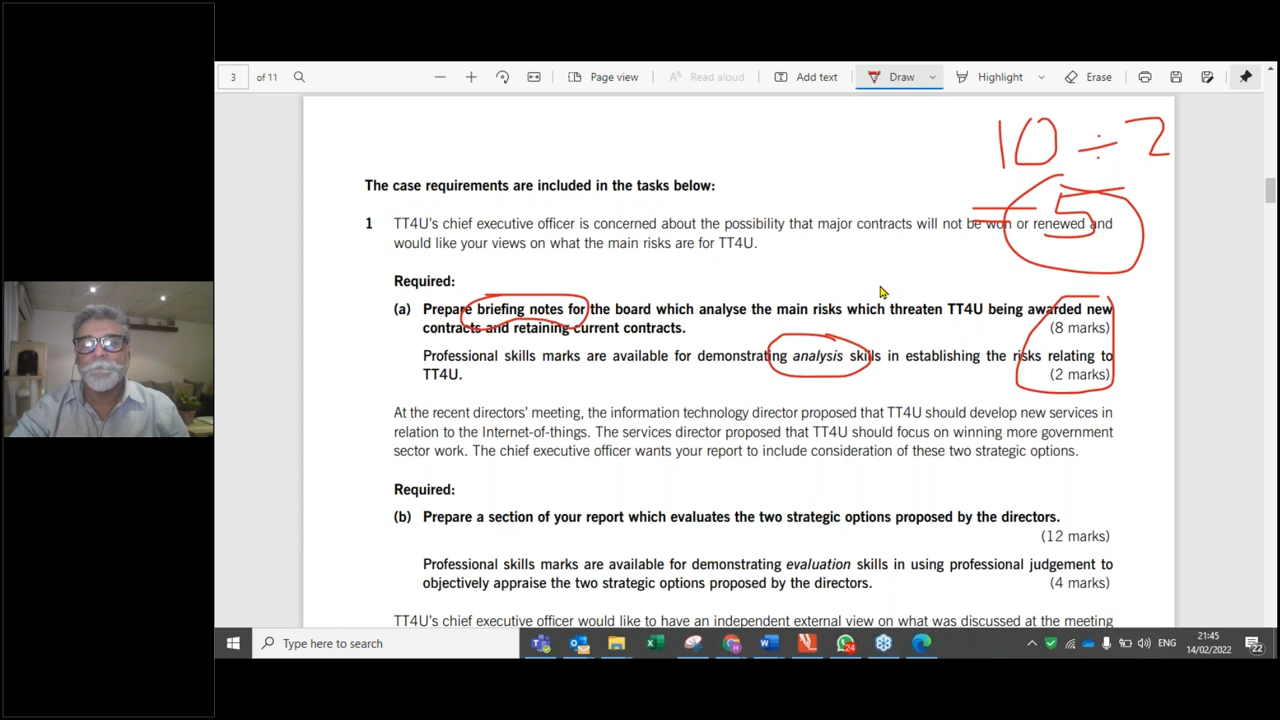 3 of 11 Page view Read aloud Add text Draw Highlight Erase
10 ÷ 2
= 5
The case requirements are included in the tasks below:
1 TT4U's chief executive officer is concerned about the possibility that major contracts will not be won or renewed and
would like your views on what the main risks are for TT4U.
Required:
(a) Prepare briefing notes for the board which analyse the main risks which threaten TT4U being awarded new
contracts and retaining current contracts. (8 marks)
Professional skills marks are available for demonstrating analysis skills in establishing the risks relating to
TT4U. (2 marks)
At the recent directors' meeting, the information technology director proposed that TT4U should develop new services in
relation to the Internet-of-things. The services director proposed that TT4U should focus on winning more government
sector work. The chief executive officer wants your report to include consideration of these two strategic options.
Required:
(b) Prepare a section of your report which evaluates the two strategic options proposed by the directors.
(12 marks)
Professional skills marks are available for demonstrating evaluation skills in using professional judgement to
objectively appraise the two strategic options proposed by the directors. (4 marks)
TT4U's chief executive officer would like to have an independent external view on what was discussed at the meeting
Type here to search 24 ENG 21:45
14/02/2022 22